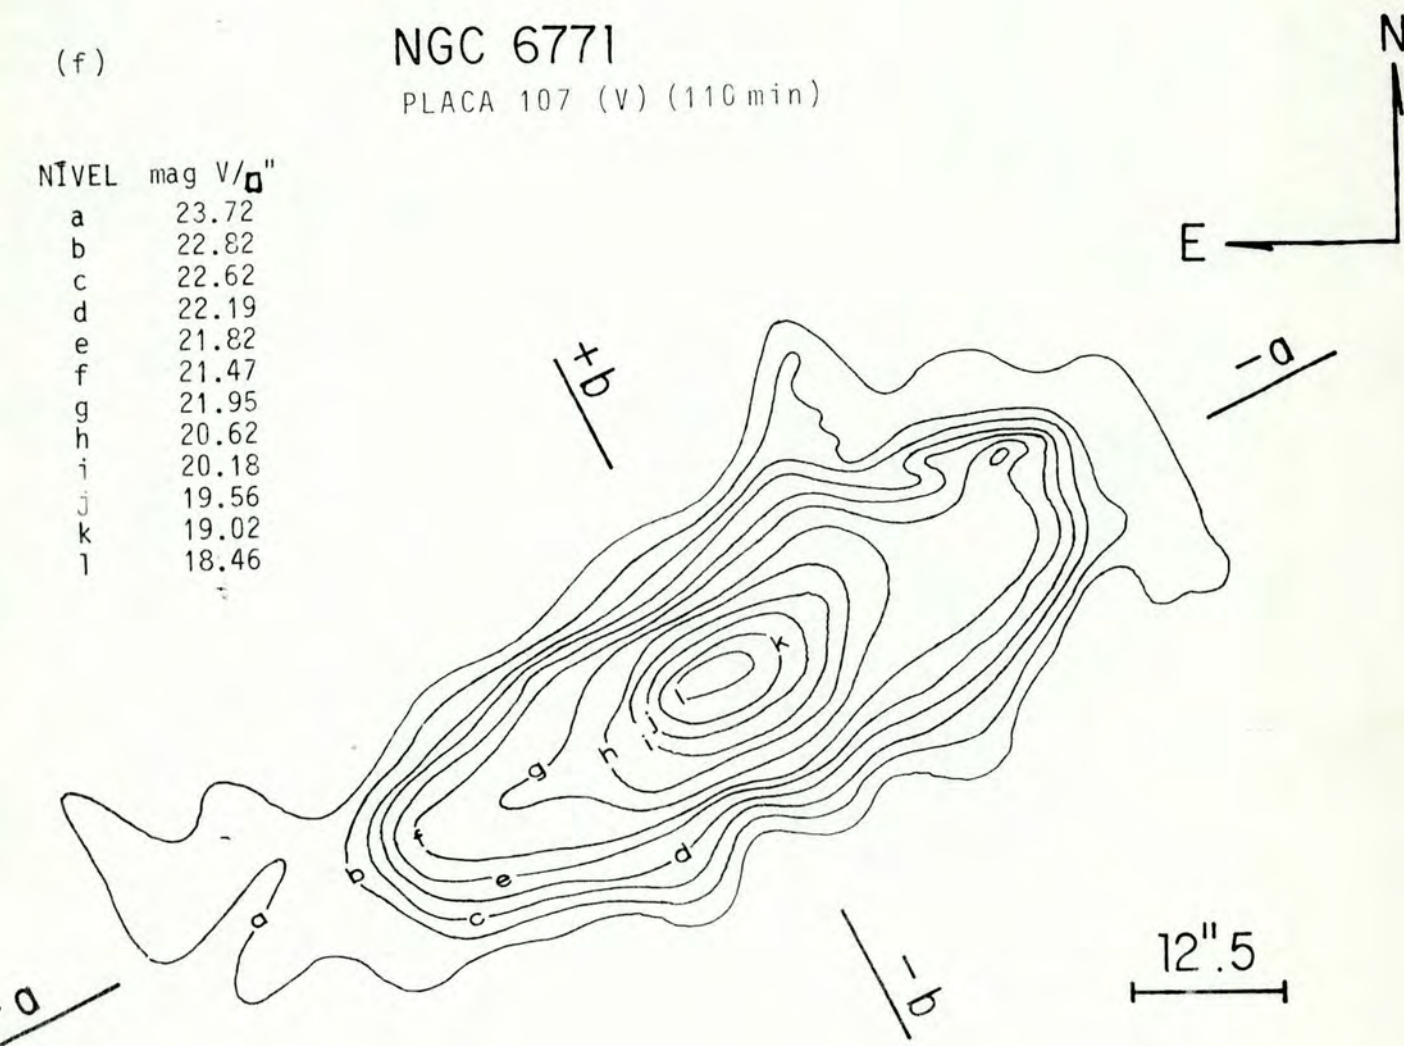 (f)
NGC 6771
PLACA 107 (V) (110 min)
N
E
NĪVEL mag V/□"
a 23.72
b 22.82
c 22.62
d 22.19
e 21.82
f 21.47
g 21.95
h 20.62
i 20.18
j 19.56
k 19.02
l 18.46
+b
-a
k
l
j
i
h
g
f
d
b
e
c
a
a
-b
12".5